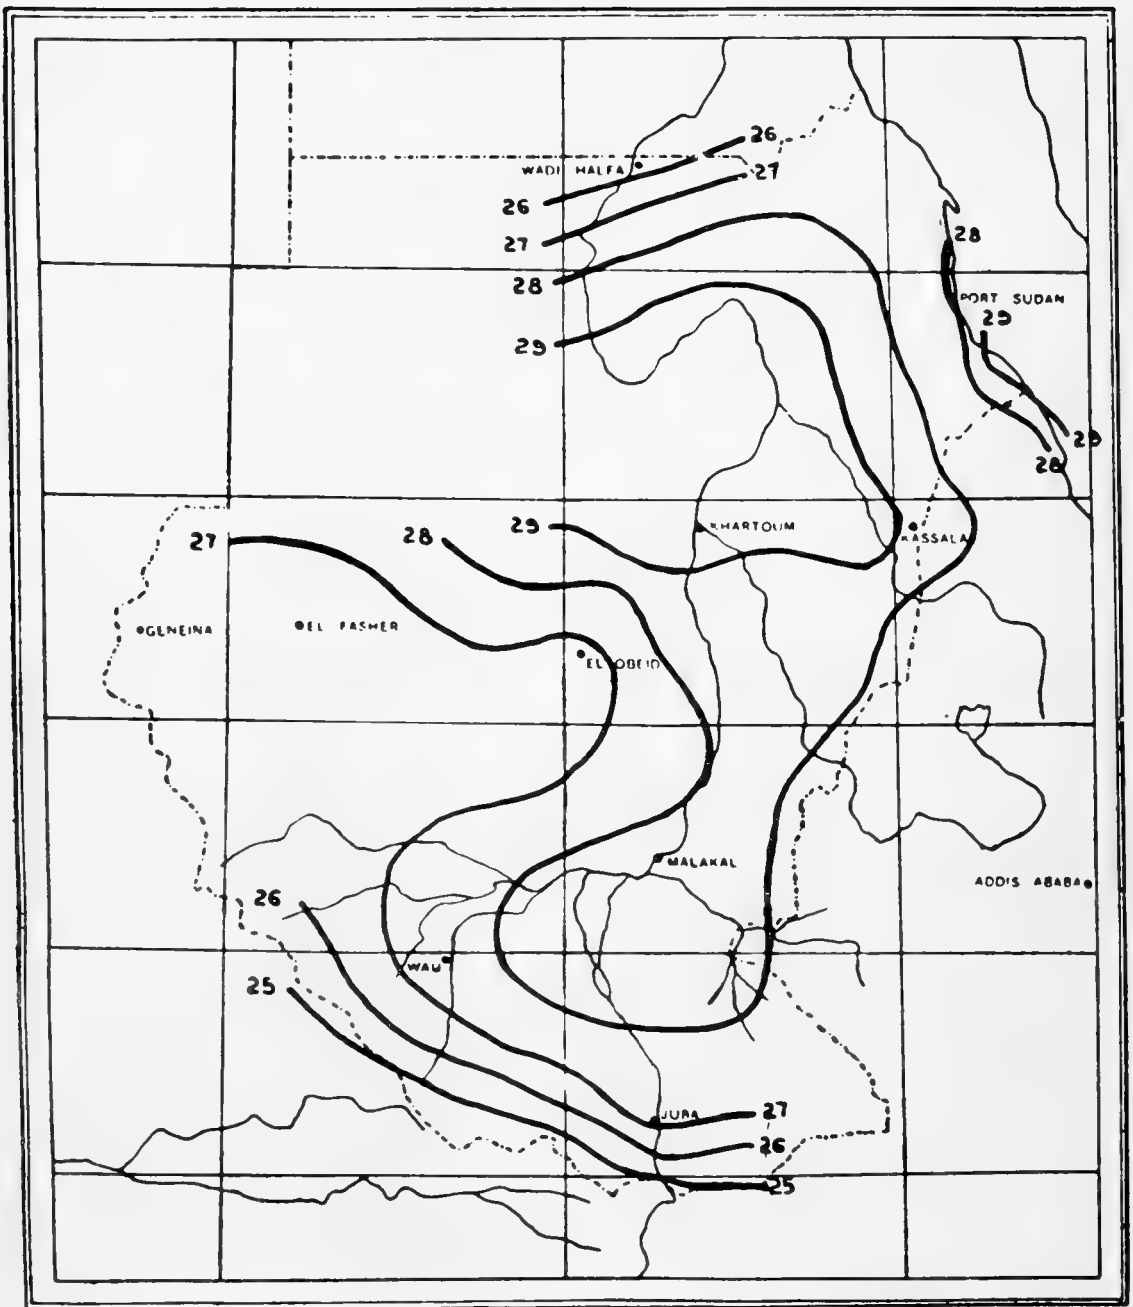 26
WADI HALFA
27
26
27
28
28
PORT SUDAN
29
29
29
28
29
KHARTOUM
28
27
KASSALA
GENEINA
EL FASHER
EL OBEID
MALAKAL
ADDIS ABABA
26
WAU
25
JUBA
27
26
25